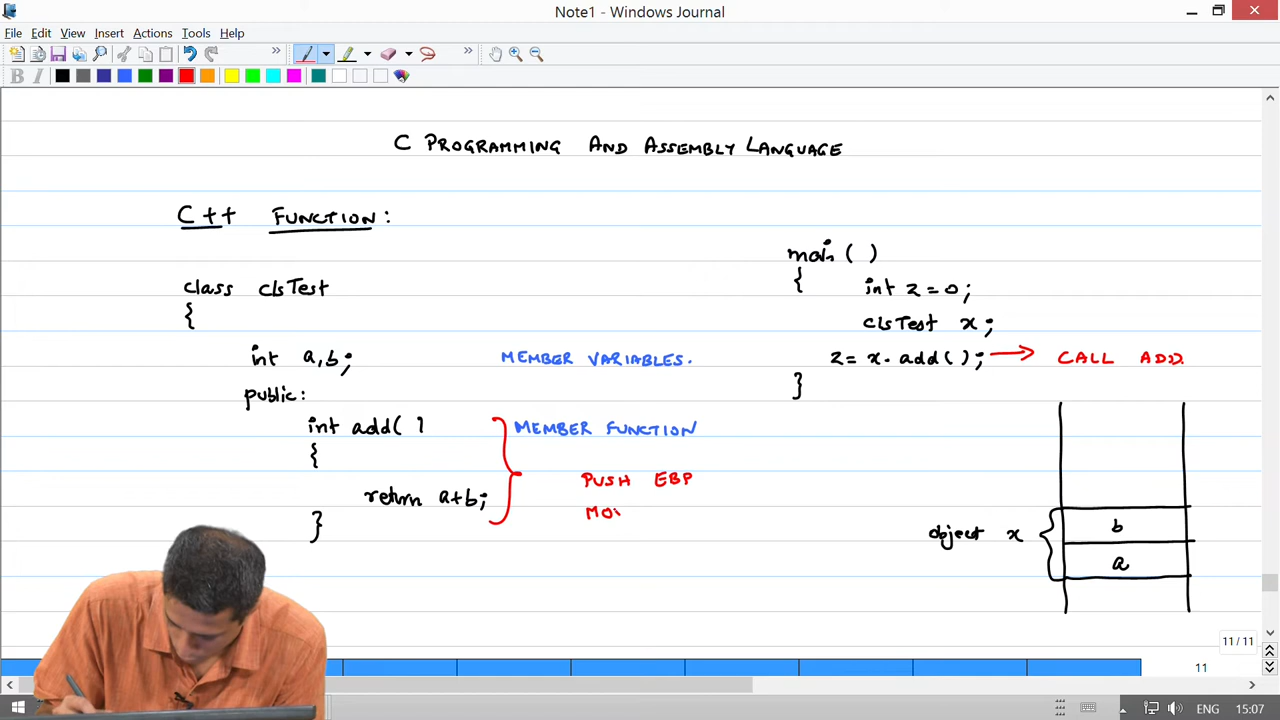 Note1 - Windows Journal
File Edit View Insert Actions Tools Help
B I
C PROGRAMMING AND ASSEMBLY LANGUAGE
C++ FUNCTION:
class clsTest
{
int a,b; MEMBER VARIABLES.
public:
int add( ) MEMBER FUNCTION
{
PUSH EBP
return a+b;
MOV
}
main ( )
{ int z=0;
clsTest x;
z= x. add( ); CALL ADD
}
object x
b
a
11/11
11
ENG 15:07